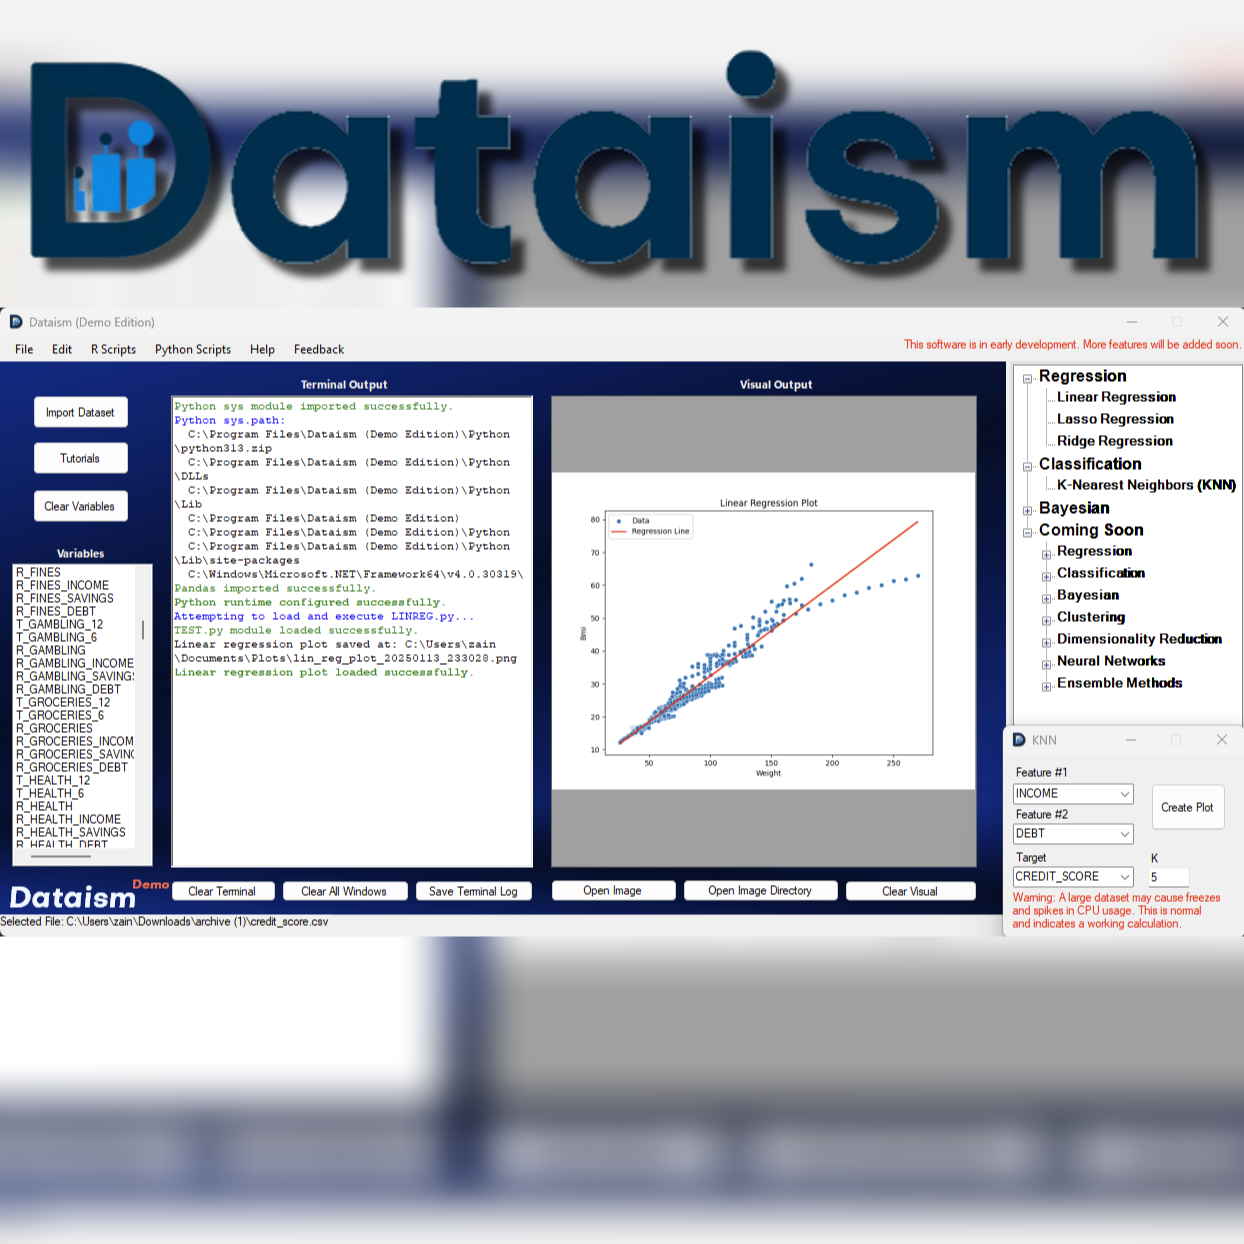 Dataism
Dataism (Demo Edition)
File Edit R Scripts Python Scripts Help Feedback
This software is in early development. More features will be added soon.
Import Dataset
Tutorials
Clear Variables
Variables
R_FINES
R_FINES_INCOME
R_FINES_SAVINGS
R_FINES_DEBT
T_GAMBLING_12
T_GAMBLING_6
R_GAMBLING
R_GAMBLING_INCOME
R_GAMBLING_SAVINGS
R_GAMBLING_DEBT
T_GROCERIES_12
T_GROCERIES_6
R_GROCERIES
R_GROCERIES_INCOM
R_GROCERIES_SAVING
R_GROCERIES_DEBT
T_HEALTH_12
T_HEALTH_6
R_HEALTH
R_HEALTH_INCOME
R_HEALTH_SAVINGS
R_HEALTH_DEBT
Dataism Demo
Terminal Output
Python sys module imported successfully.
Python sys.path:
C:\Program Files\Dataism (Demo Edition)\Python
\python313.zip
C:\Program Files\Dataism (Demo Edition)\Python
\DLLs
C:\Program Files\Dataism (Demo Edition)\Python
\Lib
C:\Program Files\Dataism (Demo Edition)
C:\Program Files\Dataism (Demo Edition)\Python
C:\Program Files\Dataism (Demo Edition)\Python
\Lib\site-packages
C:\Windows\Microsoft.NET\Framework64\v4.0.30319\
Pandas imported successfully.
Python runtime configured successfully.
Attempting to load and execute LINREG.py...
TEST.py module loaded successfully.
Linear regression plot saved at: C:\Users\zain
\Documents\Plots\lin_reg_plot_20250113_233028.png
Linear regression plot loaded successfully.
Clear Terminal
Clear All Windows
Save Terminal Log
Visual Output
Linear Regression Plot
Data
Regression Line
80
70
60
50
40
30
20
10
Bmi
50 100 150 200 250
Weight
Open Image
Open Image Directory
Clear Visual
Regression
Linear Regression
Lasso Regression
Ridge Regression
Classification
K-Nearest Neighbors (KNN)
Bayesian
Coming Soon
Regression
Classification
Bayesian
Clustering
Dimensionality Reduction
Neural Networks
Ensemble Methods
KNN
Feature #1
INCOME
Create Plot
Feature #2
DEBT
Target K
CREDIT_SCORE 5
Warning: A large dataset may cause freezes
and spikes in CPU usage. This is normal
and indicates a working calculation.
Selected File: C:\Users\zain\Downloads\archive (1)\credit_score.csv